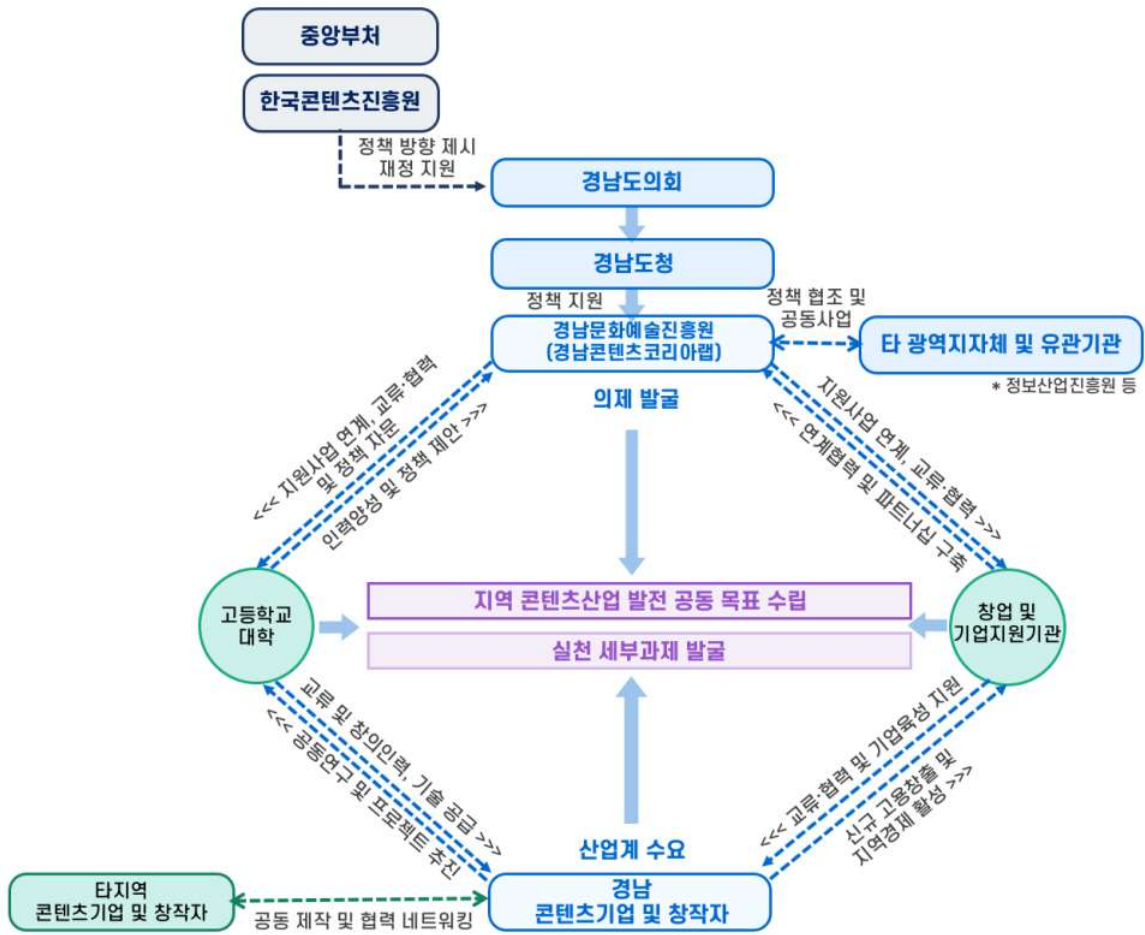 중앙부처
한국콘텐츠진흥원
정책 방향 제시
재정 지원
경남도의회
경남도청
정책 지원
정책 협조 및
공동사업
경남문화예술진흥원
(경남콘텐츠코리아랩)
타 광역지자체 및 유관기관
* 정보산업진흥원 등
의제 발굴
<<< 지원사업 연계, 교류·협력
및 정책 자문
인력양성 및 정책 제안 >>>
지원사업 연계, 교류·협력 >>>
<<< 연계협력 및 파트너십 구축
고등학교
대학
지역 콘텐츠산업 발전 공동 목표 수립
실천 세부과제 발굴
창업 및
기업지원기관
교류 및 창의인력, 기술 공급 >>>
<<< 공동연구 및 프로젝트 추진
<<< 교류·협력 및 기업육성 지원
신규 고용창출 및
지역경제 활성 >>>
산업계 수요
타지역
콘텐츠기업 및 창작자
공동 제작 및 협력 네트워킹
경남
콘텐츠기업 및 창작자